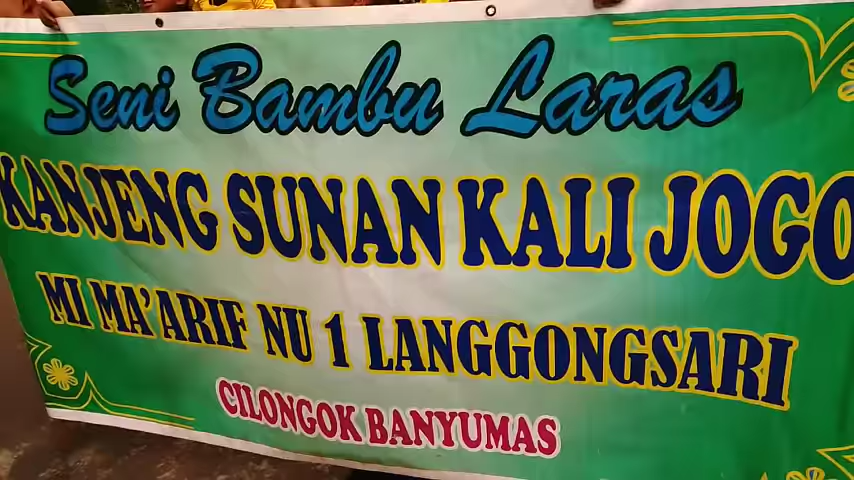 Seni Bambu Laras
KANJENG SUNAN KALI JOGO
MI MA'ARIF NU 1 LANGGONGSARI
CILONGOK BANYUMAS